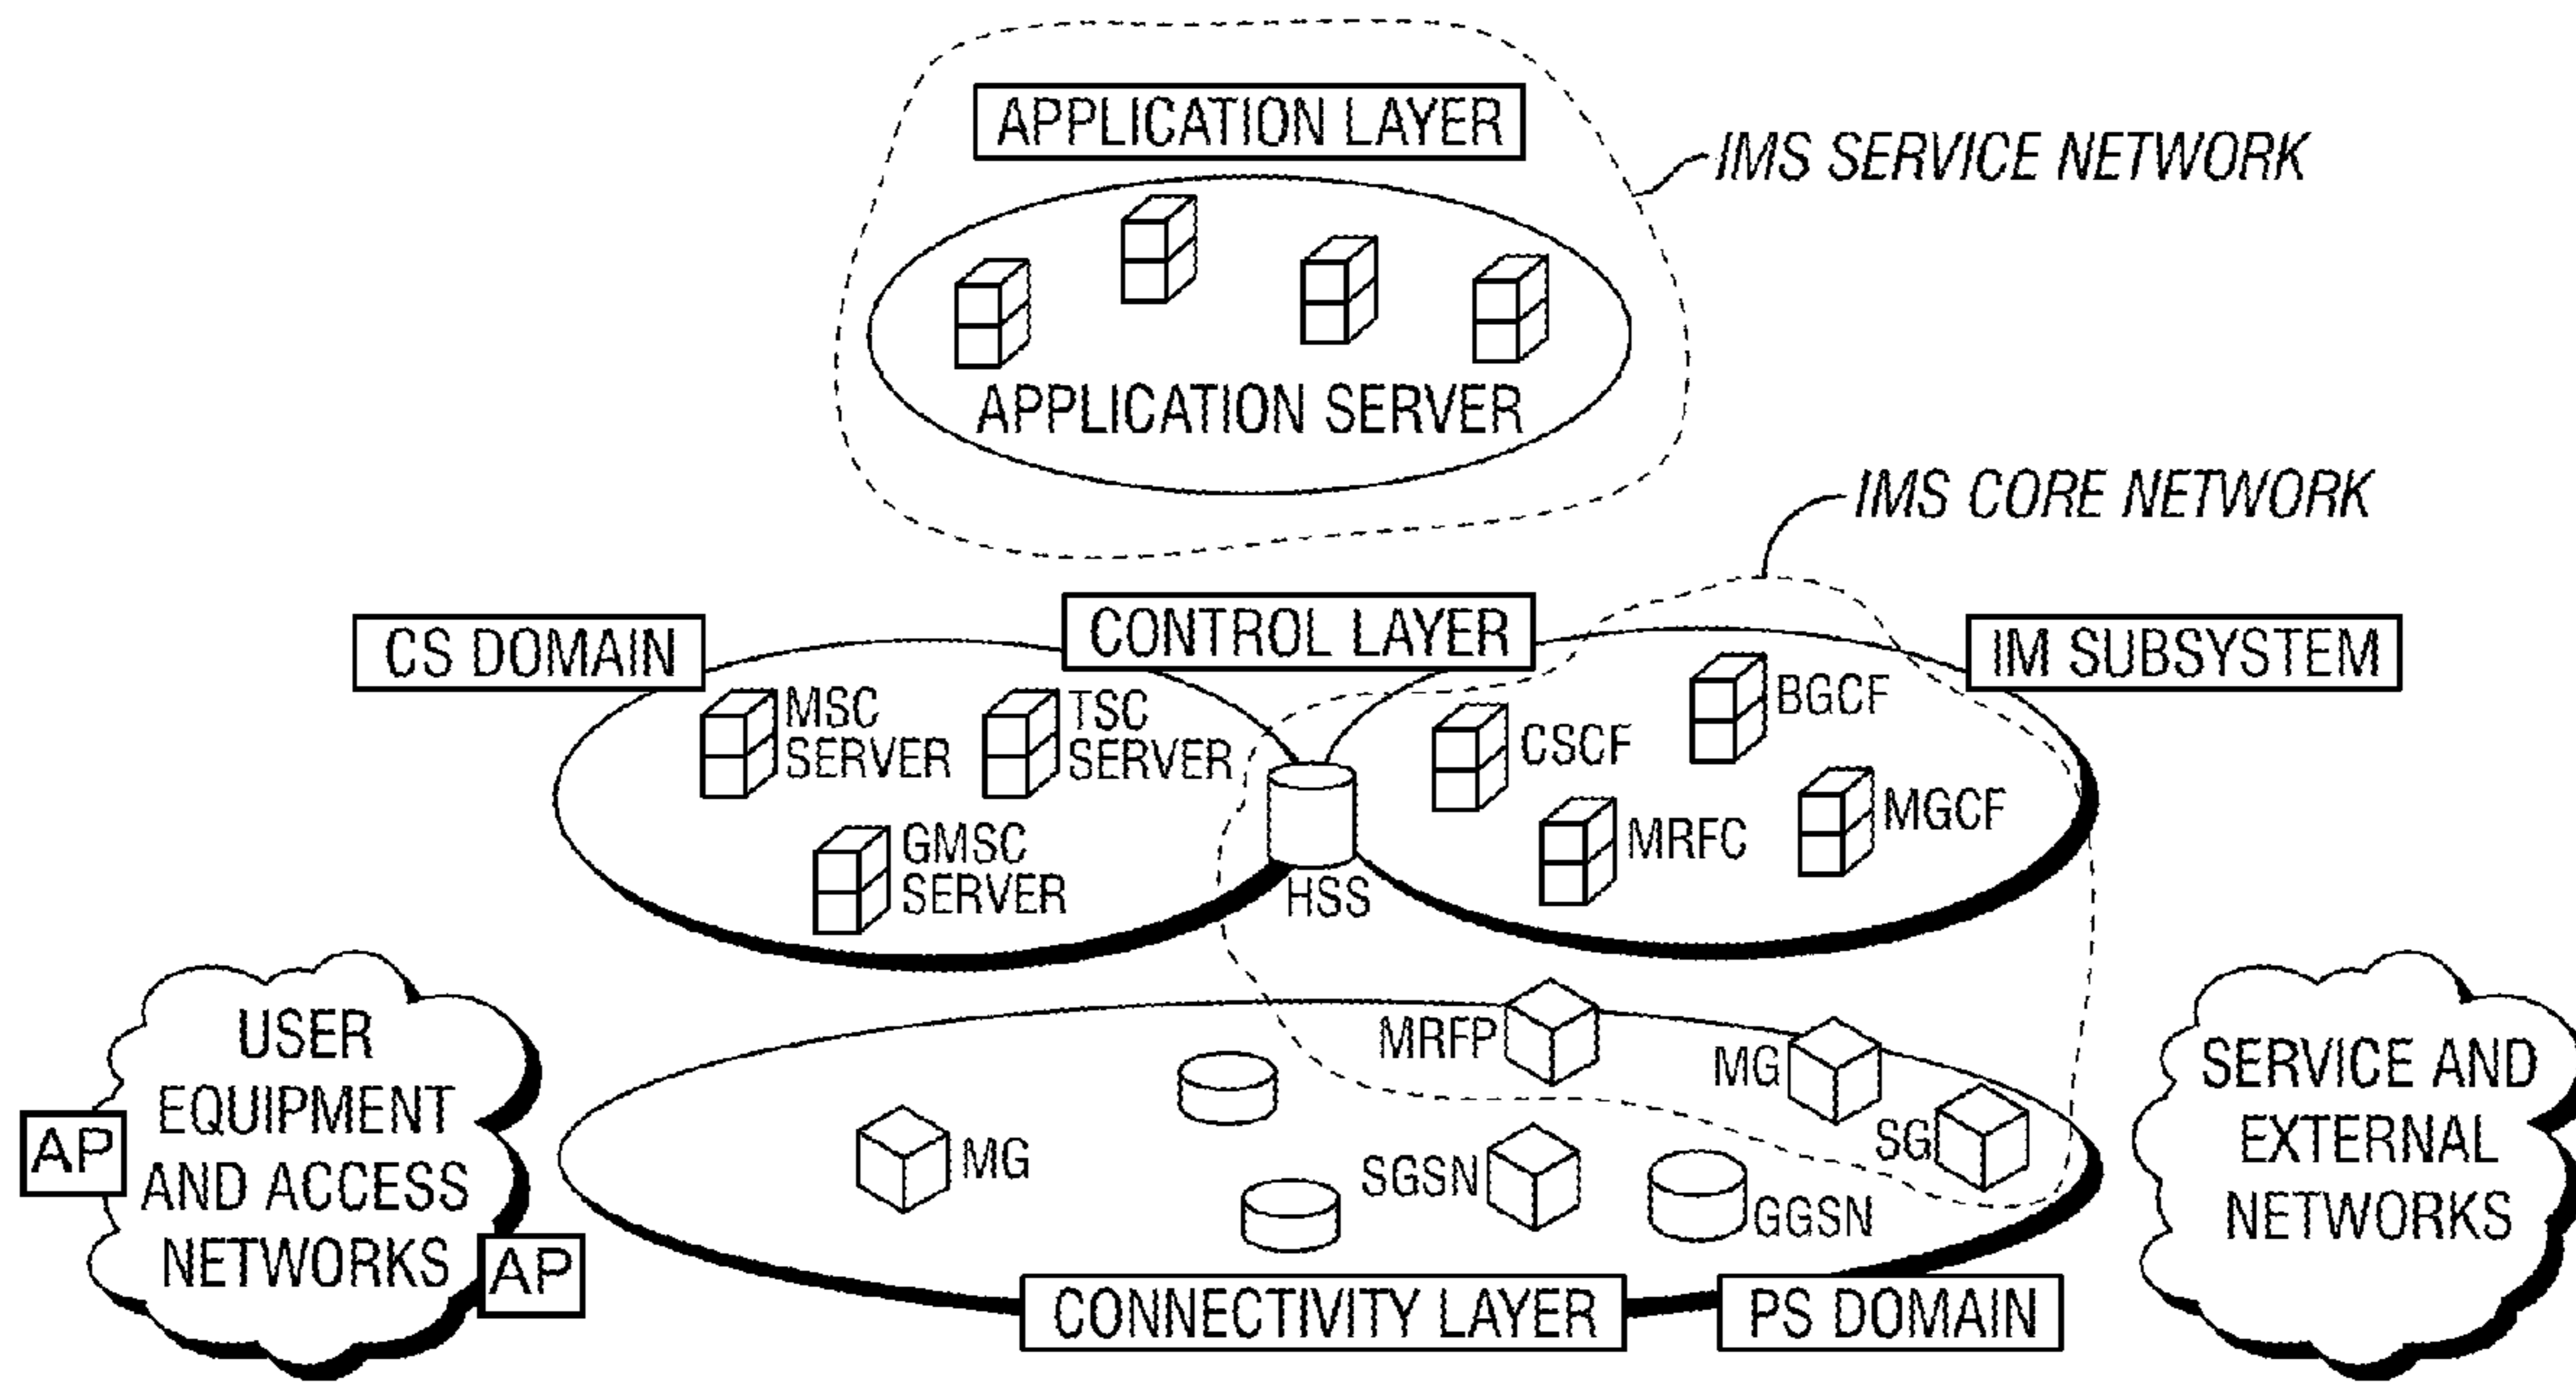 APPLICATION LAYER
IMS SERVICE NETWORK
APPLICATION SERVER
IMS CORE NETWORK
CS DOMAIN
CONTROL LAYER
IM SUBSYSTEM
MSC
SERVER
TSC
SERVER
GMSC
SERVER
HSS
CSCF
BGCF
MRFC
MGCF
USER
EQUIPMENT
AND ACCESS
NETWORKS
AP
AP
MRFP
MG
SG
MG
SGSN
GGSN
CONNECTIVITY LAYER
PS DOMAIN
SERVICE AND
EXTERNAL
NETWORKS